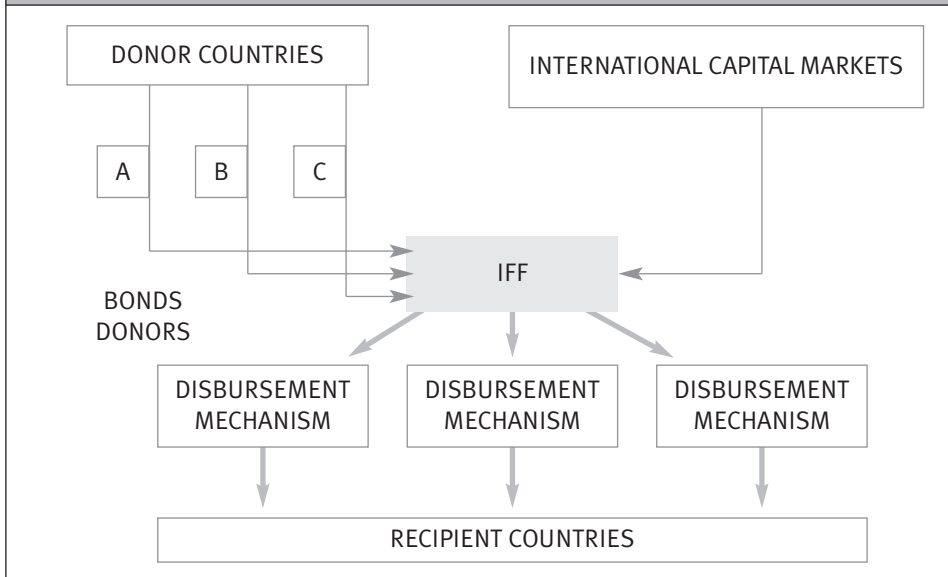 DONOR COUNTRIES
INTERNATIONAL CAPITAL MARKETS
A
B
C
IFF
BONDS
DONORS
DISBURSEMENT
MECHANISM
DISBURSEMENT
MECHANISM
DISBURSEMENT
MECHANISM
RECIPIENT COUNTRIES